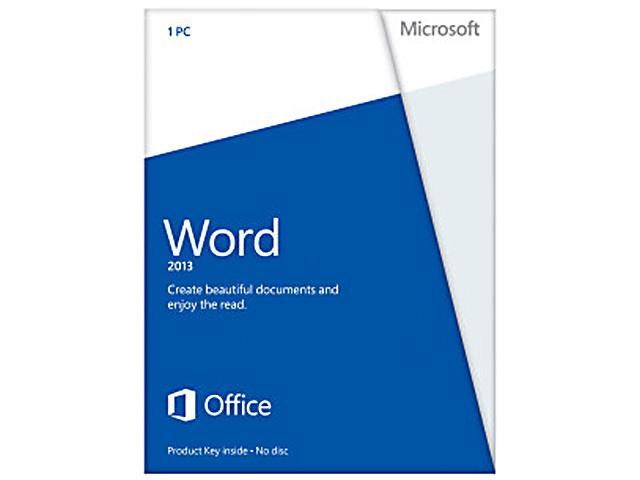 1 PC
Microsoft
Word
2013
Create beautiful documents and
enjoy the read.
Office
Product Key inside • No disc